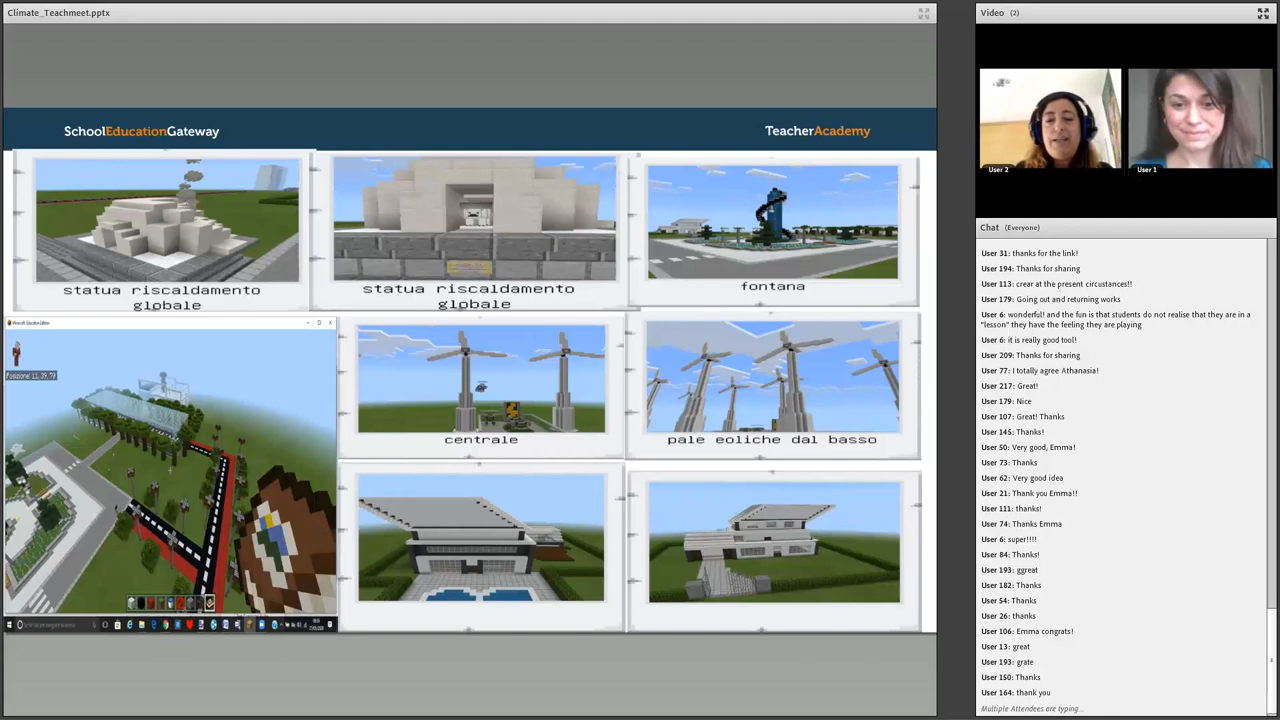 Climate_Teachmeet.pptx
SchoolEducationGateway
TeacherAcademy
statua riscaldamento
globale
statua riscaldamento
globale
fontana
Minecraft: Education Edition
Posizione: 11, 39, 79
centrale
pale eoliche dal basso
Video (2)
User 2
User 1
Chat (Everyone)
User 31: thanks for the link!
User 194: Thanks for sharing
User 113: crear at the present circustances!!
User 179: Going out and returning works
User 6: wonderful! and the fun is that students do not realise that they are in a
"lesson" they have the feeling they are playing
User 6: it is really good tool!
User 209: Thanks for sharing
User 77: I totally agree Athanasia!
User 217: Great!
User 179: Nice
User 107: Great! Thanks
User 145: Thanks!
User 50: Very good, Emma!
User 73: Thanks
User 62: Very good idea
User 21: Thank you Emma!!
User 111: thanks!
User 74: Thanks Emma
User 6: super!!!!
User 84: Thanks!
User 193: ggreat
User 182: Thanks
User 54: Thanks
User 26: thanks
User 106: Emma congrats!
User 13: great
User 193: grate
User 150: Thanks
User 164: thank you
Multiple Attendees are typing...